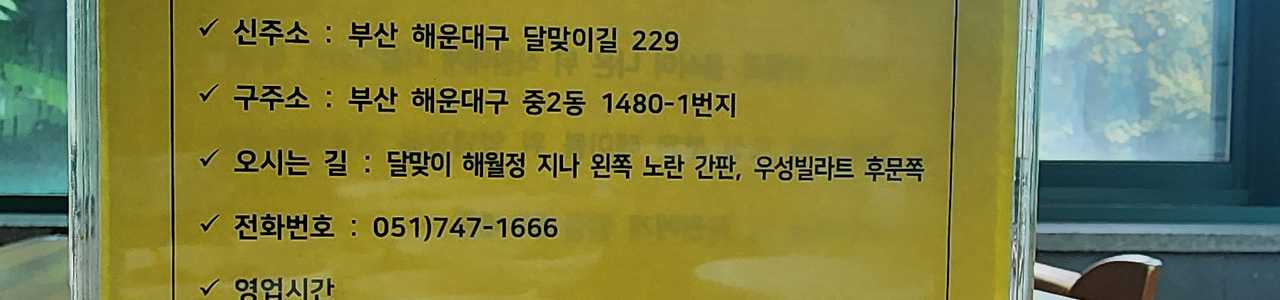 ✓ 신주소 : 부산 해운대구 달맞이길 229
✓ 구주소 : 부산 해운대구 중2동 1480-1번지
✓ 오시는 길 : 달맞이 해월정 지나 왼쪽 노란 간판, 우성빌라트 후문쪽
✓ 전화번호 : 051)747-1666
✓ 영업시간